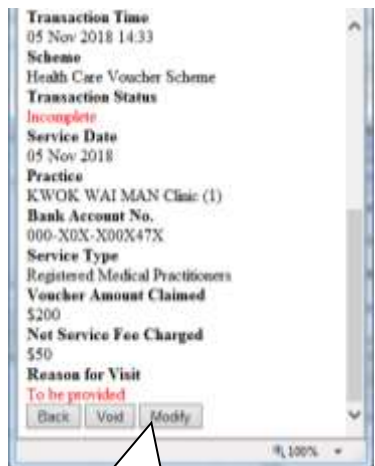 Transaction Time
05 Nov 2018 14:33
Scheme
Health Care Voucher Scheme
Transaction Status
Incomplete
Service Date
05 Nov 2018
Practice
KWOK WAI MAN Clinic (1)
Bank Account No.
000-X0X-X00X47X
Service Type
Registered Medical Practitioners
Voucher Amount Claimed
$200
Net Service Fee Charged
$50
Reason for Visit
To be provided
Back Void Modify
100%